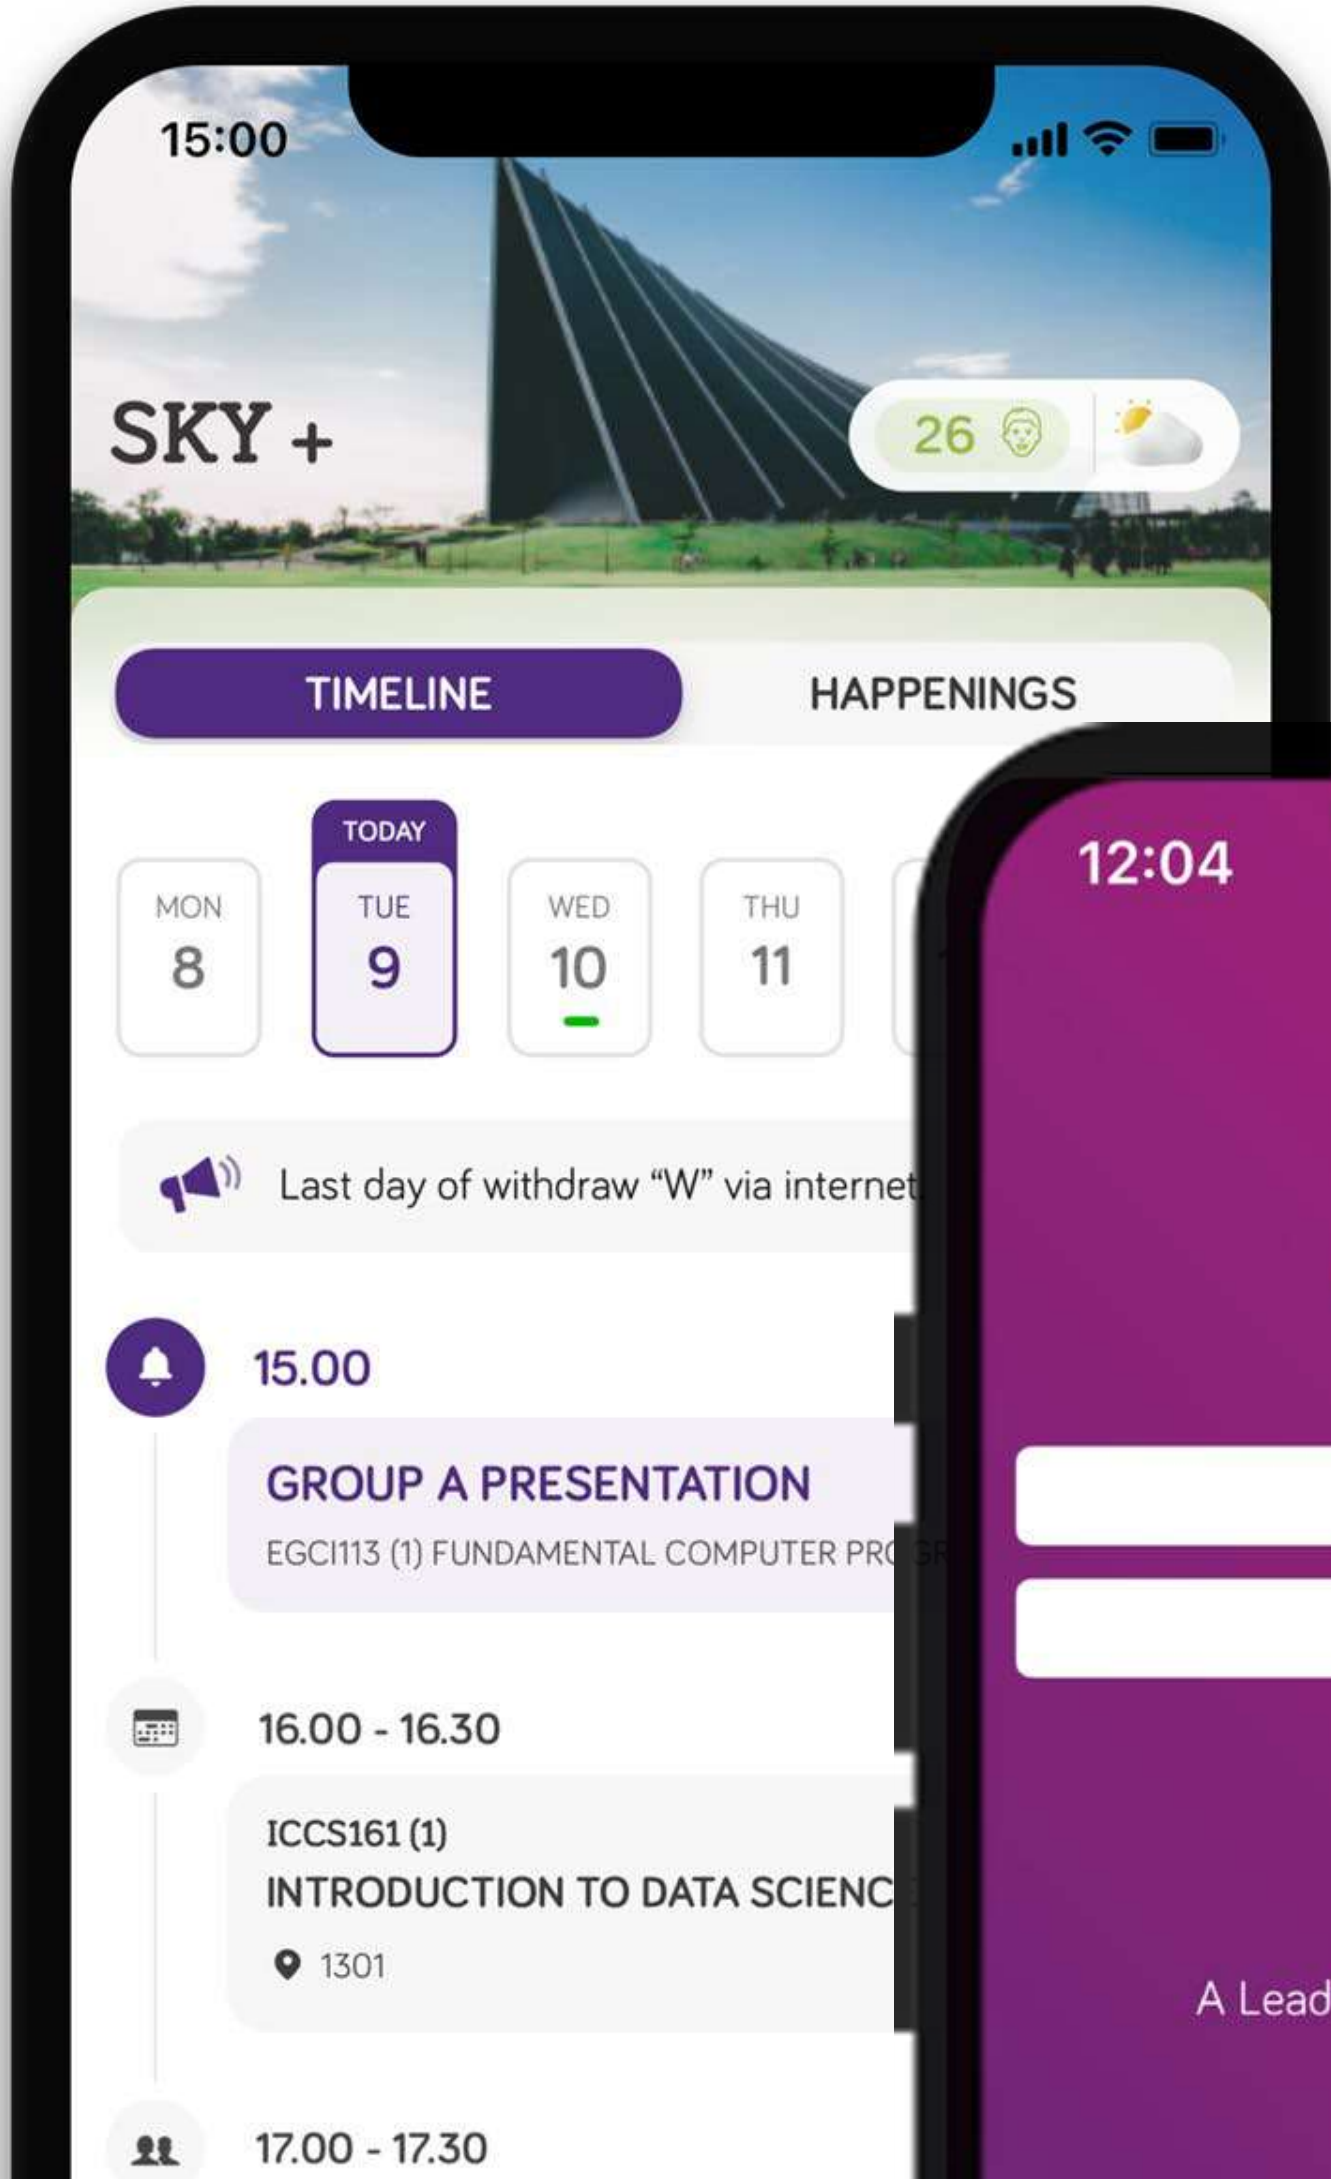 15:00
SKY +
26
TIMELINE
HAPPENINGS
TODAY
MON
TUE
WED
THU
8
9
10
11
12:04
Last day of withdraw “W” via internet.
15.00
GROUP A PRESENTATION
EGCI113 (1) FUNDAMENTAL COMPUTER PROGR
16.00 - 16.30
ICCS161 (1)
INTRODUCTION TO DATA SCIENC
1301
A Lead
17.00 - 17.30